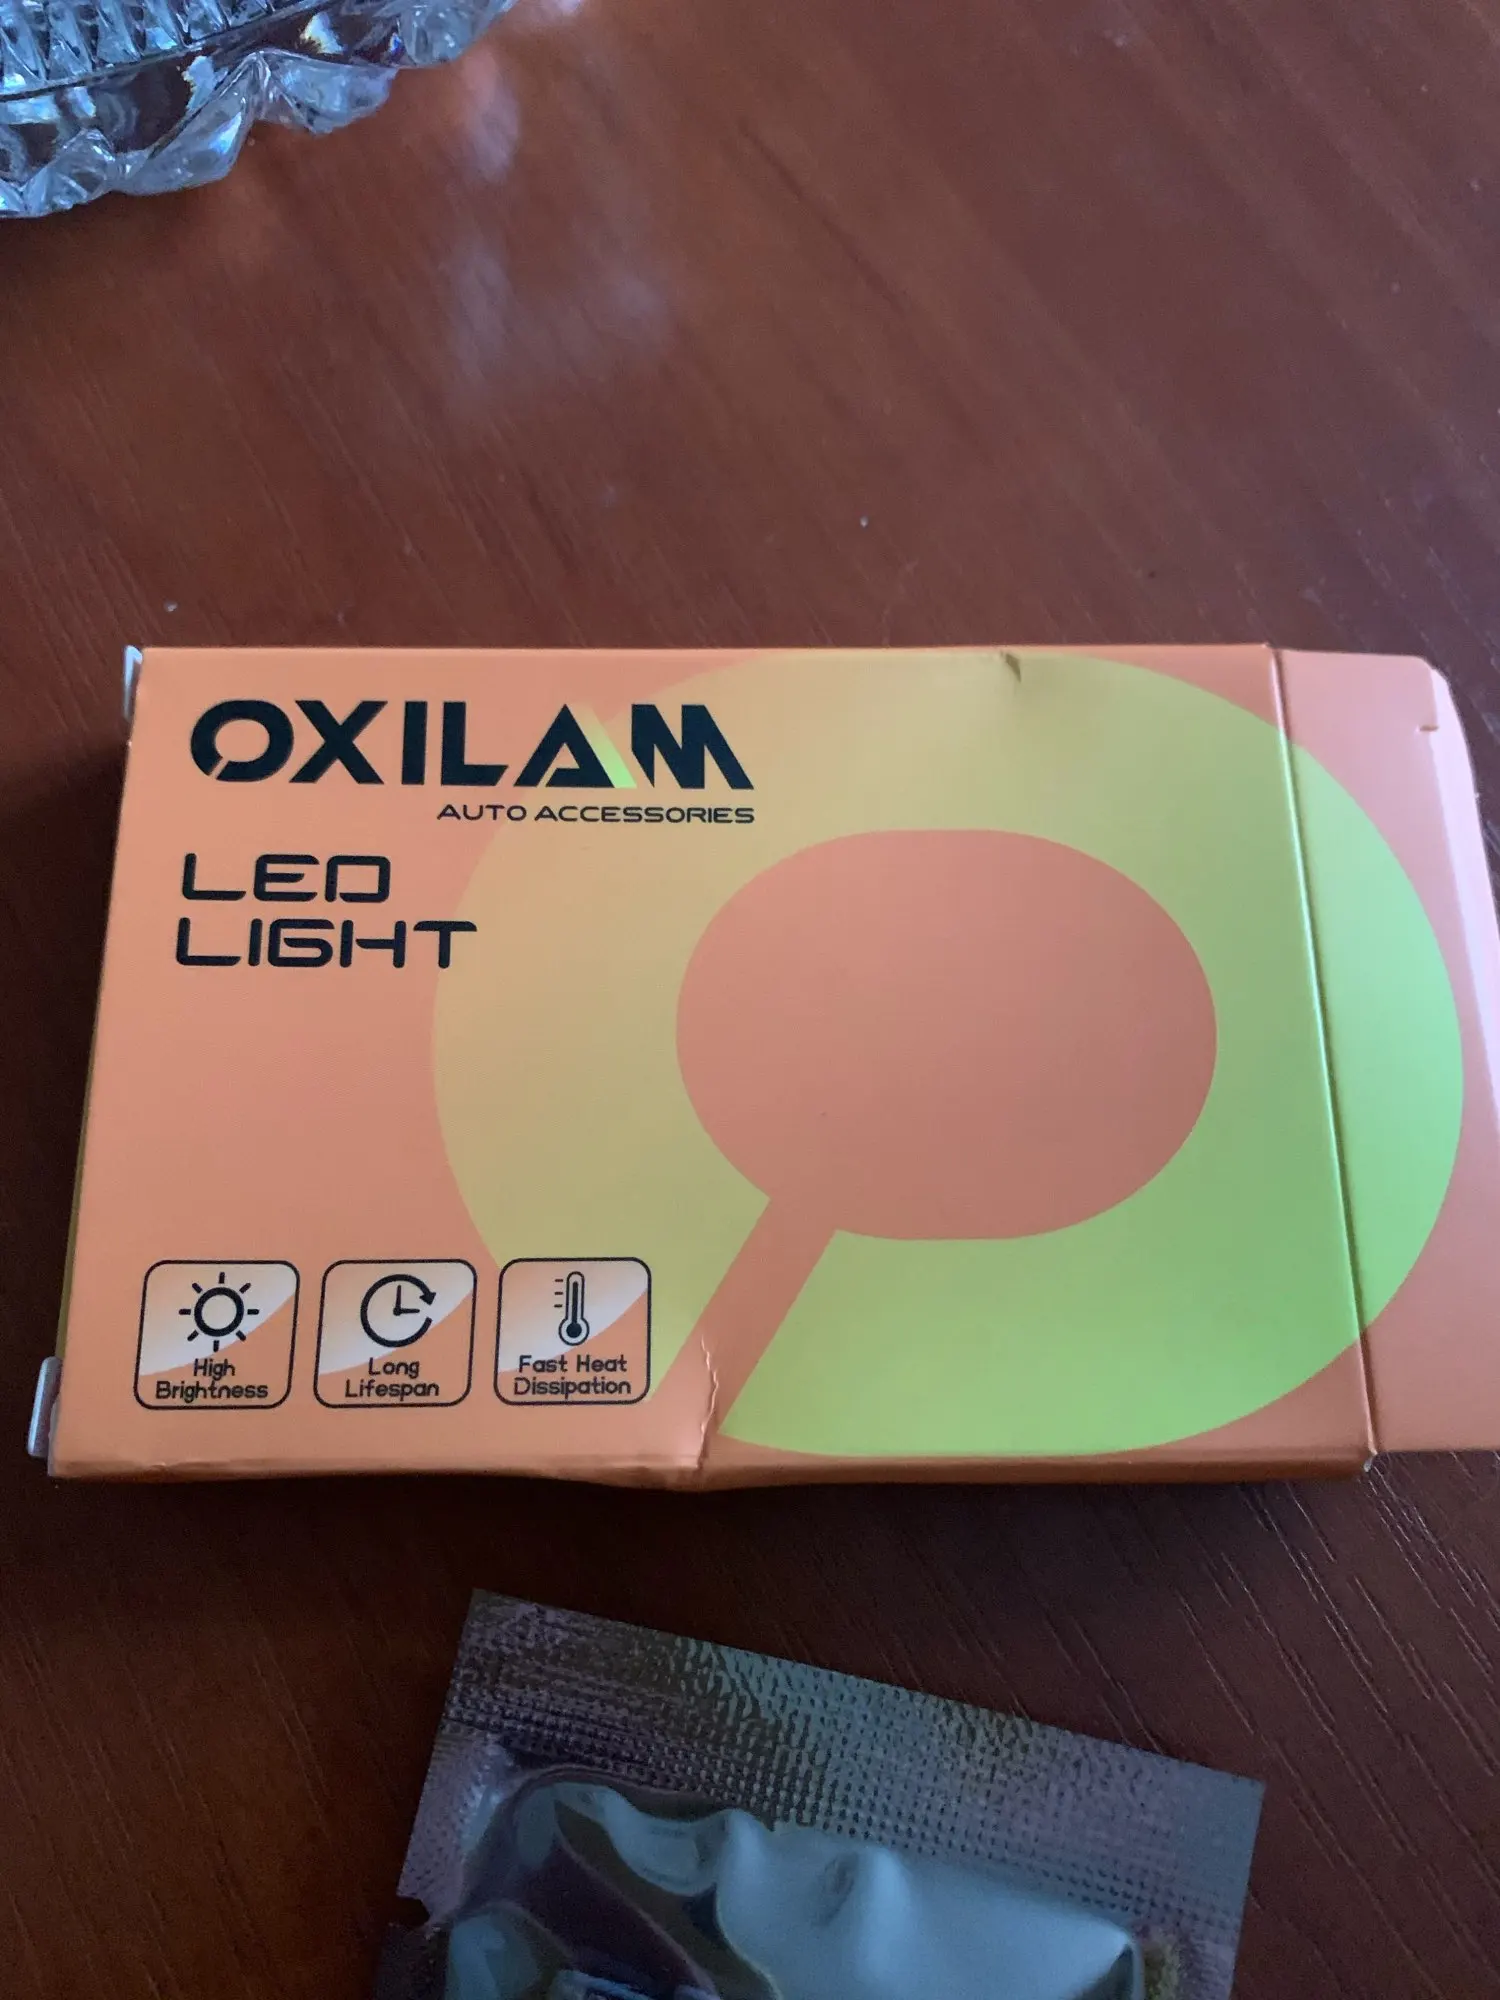 OXILAM
AUTO ACCESSORIES
LED
LIGHT
High
Brightness
Long
Lifespan
Fast Heat
Dissipation